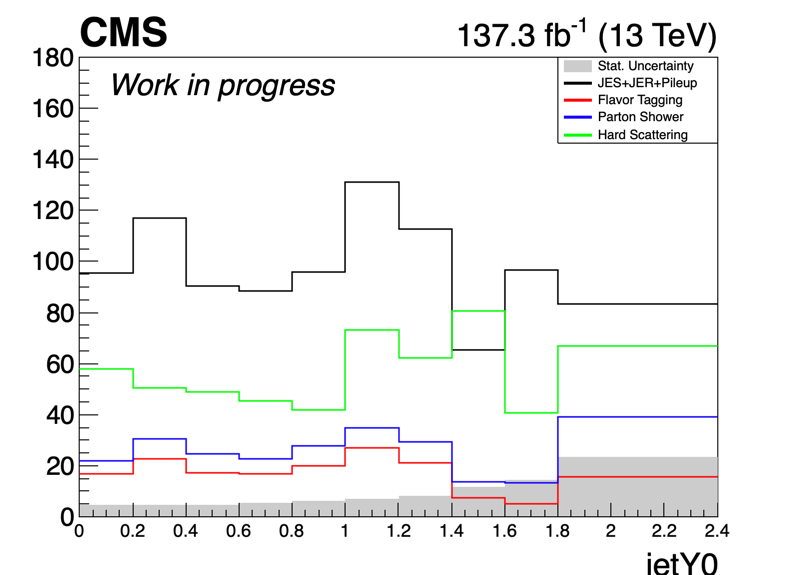 CMS 137.3 fb-1 (13 TeV)
Work in progress
Stat. Uncertainty
JES+JER+Pileup
Flavor Tagging
Parton Shower
Hard Scattering
180
160
140
120
100
80
60
40
20
0
0 0.2 0.4 0.6 0.8 1 1.2 1.4 1.6 1.8 2 2.2 2.4
jetY0